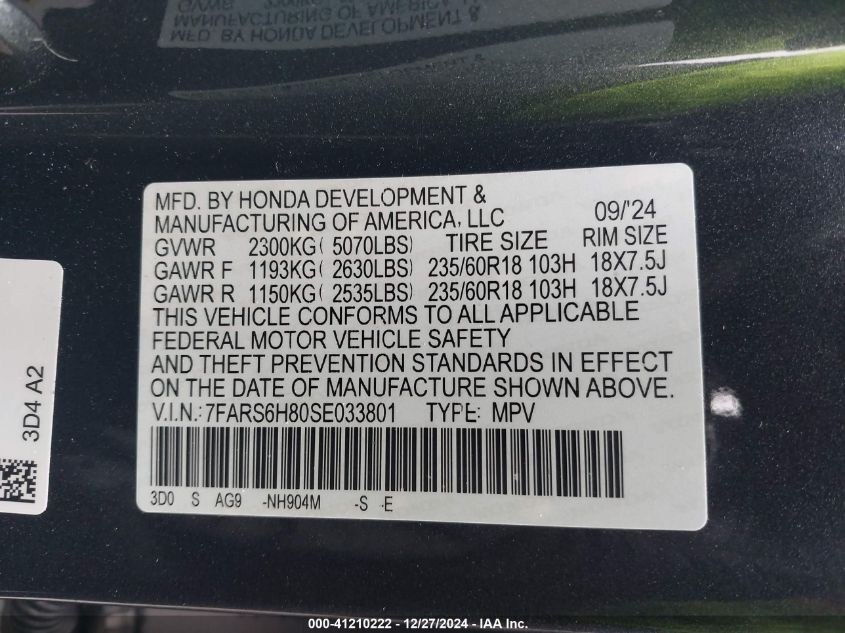 MFD. BY HONDA DEVELOPMENT &
MANUFACTURING OF AMERICA, LLC 09/'24
GVWR 2300KG( 5070LBS) TIRE SIZE RIM SIZE
GAWR F 1193KG( 2630LBS) 235/60R18 103H 18X7.5J
GAWR R 1150KG( 2535LBS) 235/60R18 103H 18X7.5J
THIS VEHICLE CONFORMS TO ALL APPLICABLE
FEDERAL MOTOR VEHICLE SAFETY
AND THEFT PREVENTION STANDARDS IN EFFECT
ON THE DATE OF MANUFACTURE SHOWN ABOVE.
V.I.N.: 7FARS6H80SE033801 TYPE: MPV
3D0 S AG9 -NH904M -S -E
3D4 A2
000-41210222 - 12/27/2024 - IAA Inc.